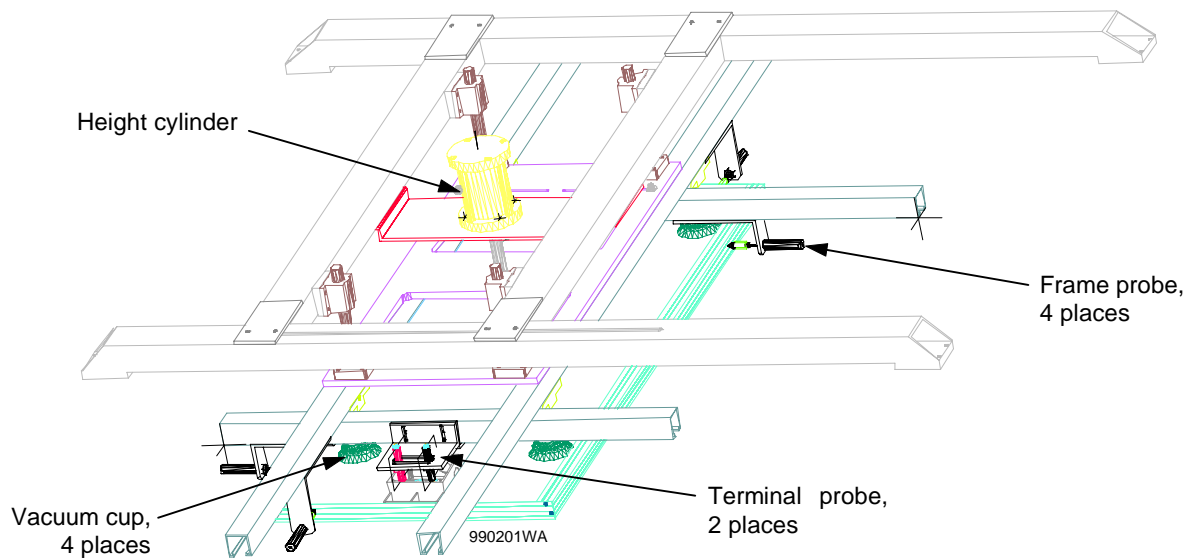 Height cylinder
Frame probe,
4 places
Terminal probe,
2 places
Vacuum cup,
4 places
990201WA